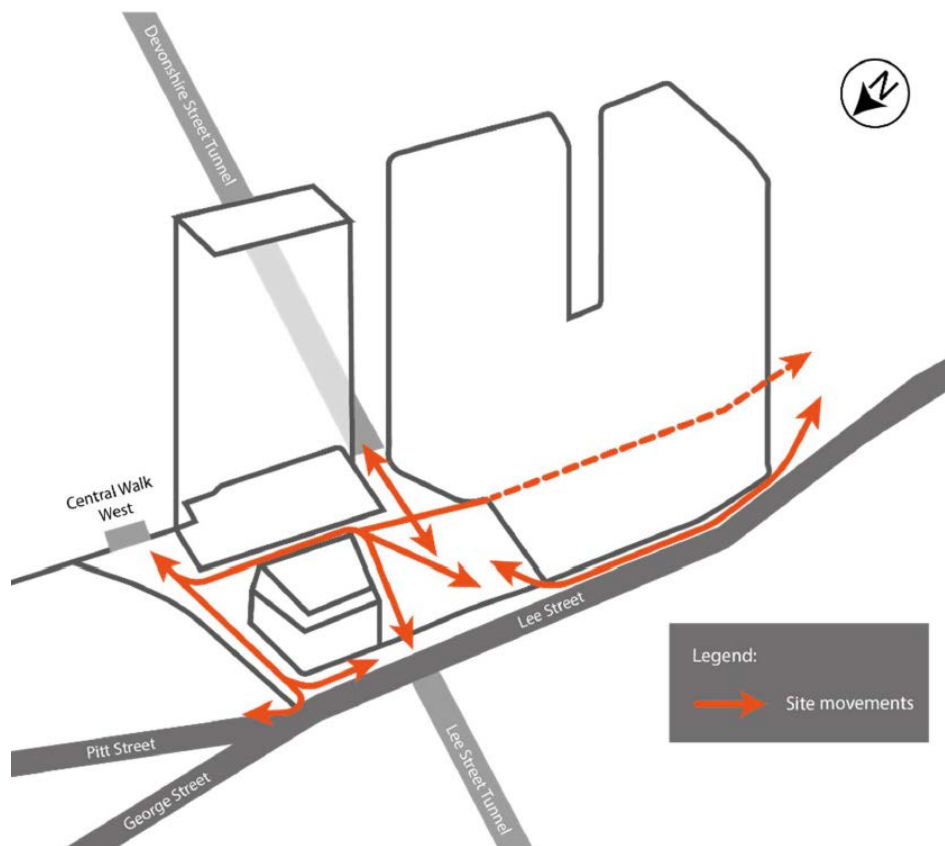 Devonshire Street Tunnel
N
Central Walk
West
Lee Street
Legend:
Site movements
Pitt Street
George Street
Lee Street Tunnel